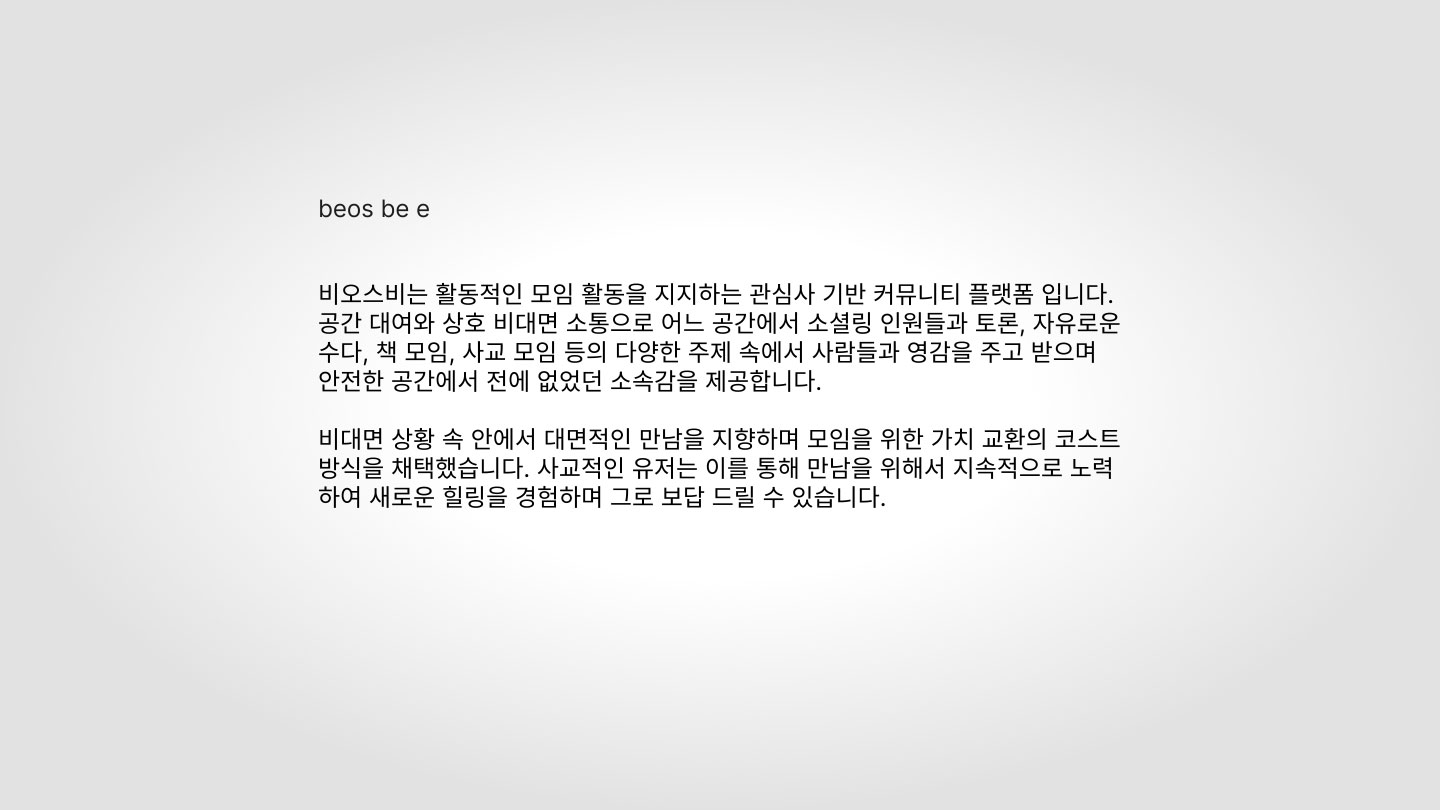 beos be e
비오스비는 활동적인 모임 활동을 지지하는 관심사 기반 커뮤니티 플랫폼 입니다.
공간 대여와 상호 비대면 소통으로 어느 공간에서 소셜링 인원들과 토론, 자유로운
수다, 책 모임, 사교 모임 등의 다양한 주제 속에서 사람들과 영감을 주고 받으며
안전한 공간에서 전에 없었던 소속감을 제공합니다.
비대면 상황 속 안에서 대면적인 만남을 지향하며 모임을 위한 가치 교환의 코스트
방식을 채택했습니다. 사교적인 유저는 이를 통해 만남을 위해서 지속적으로 노력
하여 새로운 힐링을 경험하며 그로 보답 드릴 수 있습니다.